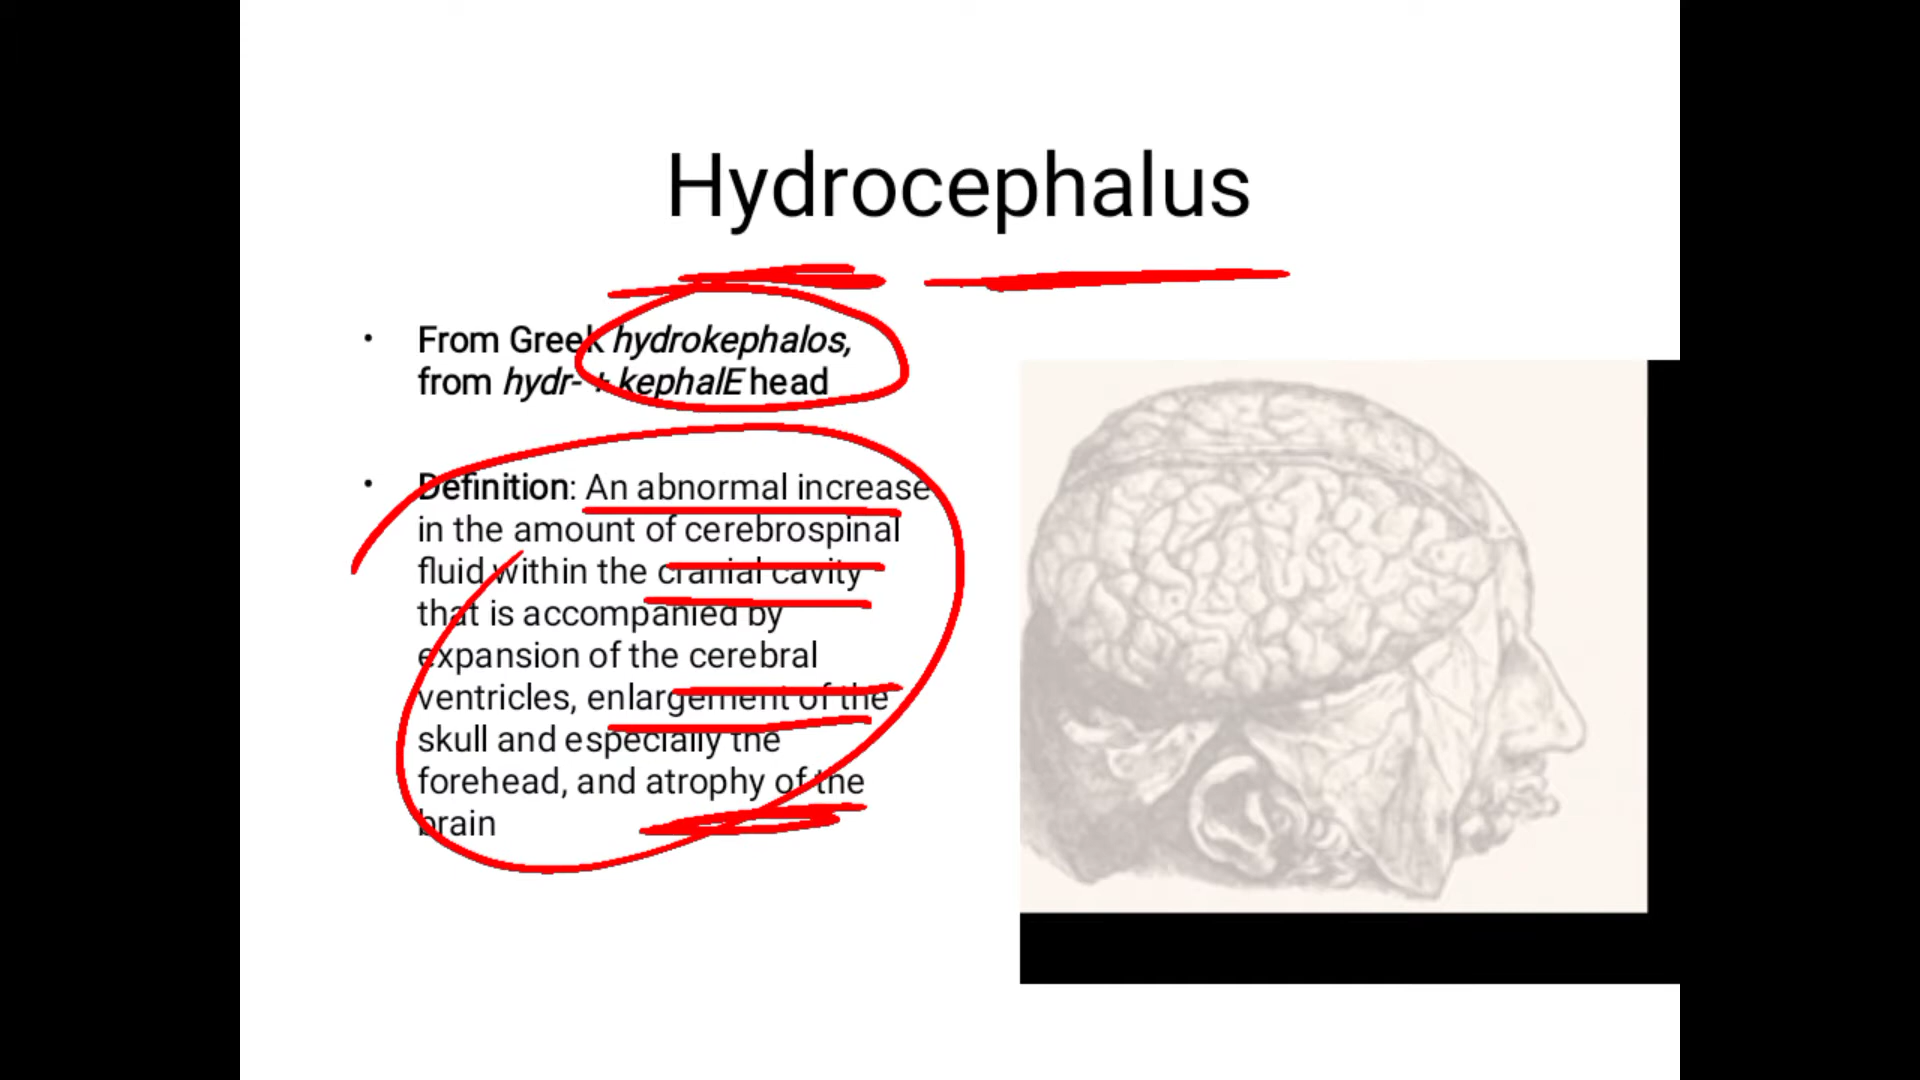 Hydrocephalus
• From Greek hydrokephalos,
from hydr- + kephalE head
• Definition: An abnormal increase
in the amount of cerebrospinal
fluid within the cranial cavity
that is accompanied by
expansion of the cerebral
ventricles, enlargement of the
skull and especially the
forehead, and atrophy of the
brain